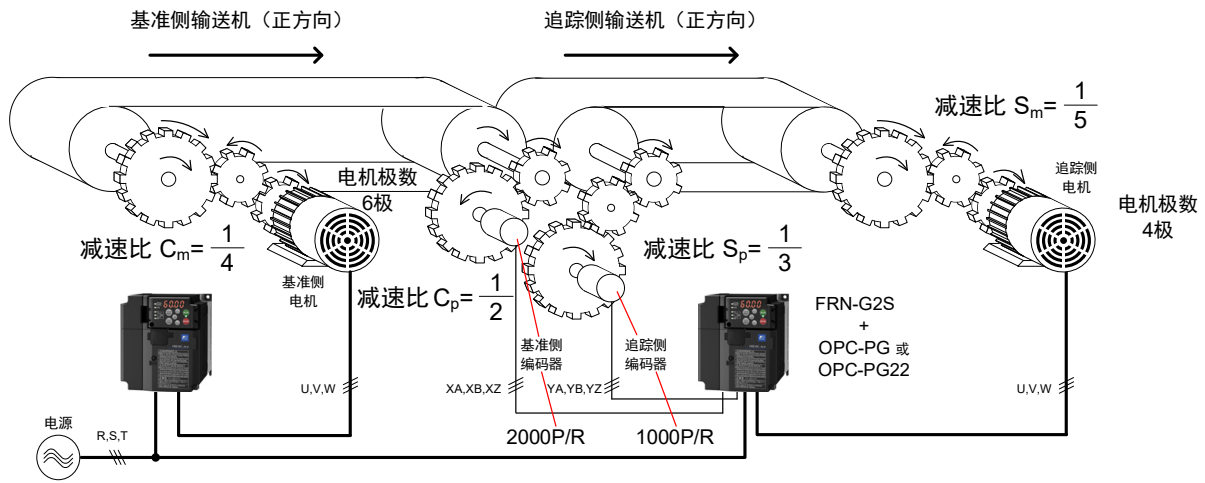 基准侧输送机（正方向）
追踪侧输送机（正方向）
减速比 Sm= 1/5
电机极数
6极
追踪侧
电机
电机极数
4极
减速比 Cm= 1/4
基准侧
电机
减速比 Cp= 1/2
减速比 Sp= 1/3
60.00
60.00
基准侧
编码器
追踪侧
编码器
FRN-G2S
+
OPC-PG 或
OPC-PG22
U,V,W
XA,XB,XZ
YA,YB,YZ
U,V,W
电源
R,S,T
2000P/R
1000P/R